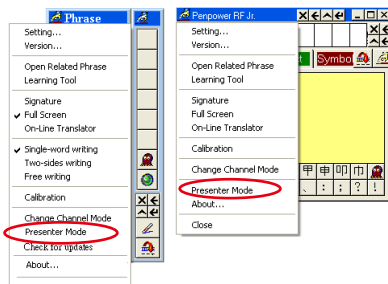 Phrase
Setting...
Version...
Open Related Phrase
Learning Tool
Signature
Full Screen
On-Line Translator
Single-word writing
Two-sides writing
Free writing
Calibration
Change Channel Mode
Presenter Mode
Check for updates
About...
Penpower RF Jr.
Setting...
Version...
Open Related Phrase
Learning Tool
Signature
Full Screen
On-Line Translator
Calibration
Change Channel Mode
Presenter Mode
About...
Close
Symbo
甲 申 叩 巾
、 : ; ? !